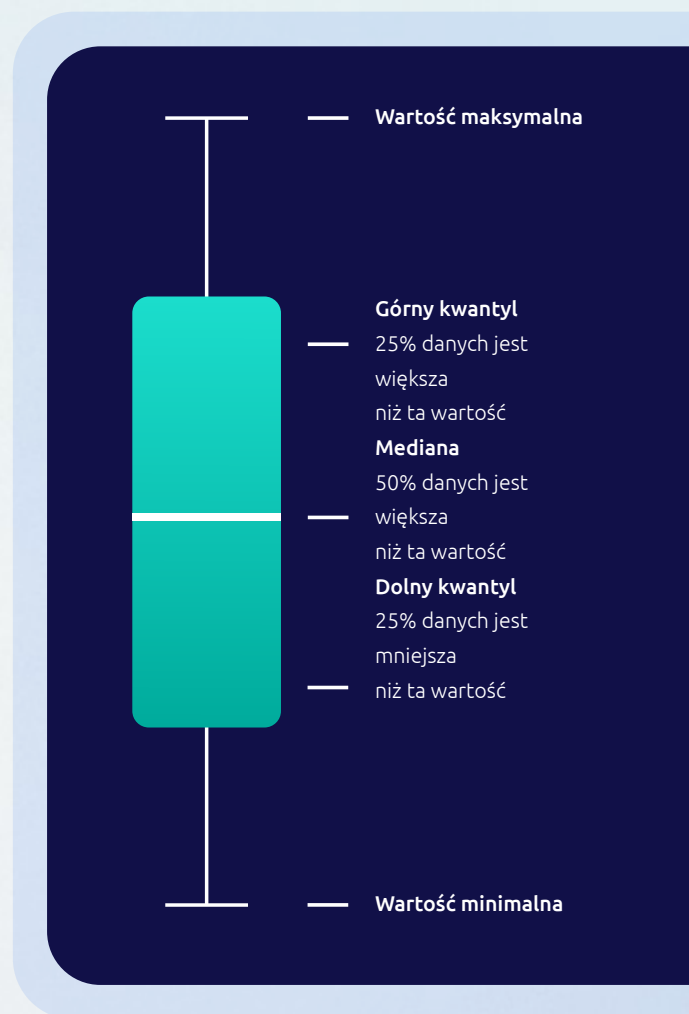 Wartość maksymalna
Górny kwantyl
25% danych jest
większa
niż ta wartość
Mediana
50% danych jest
większa
niż ta wartość
Dolny kwantyl
25% danych jest
mniejsza
niż ta wartość
Wartość minimalna